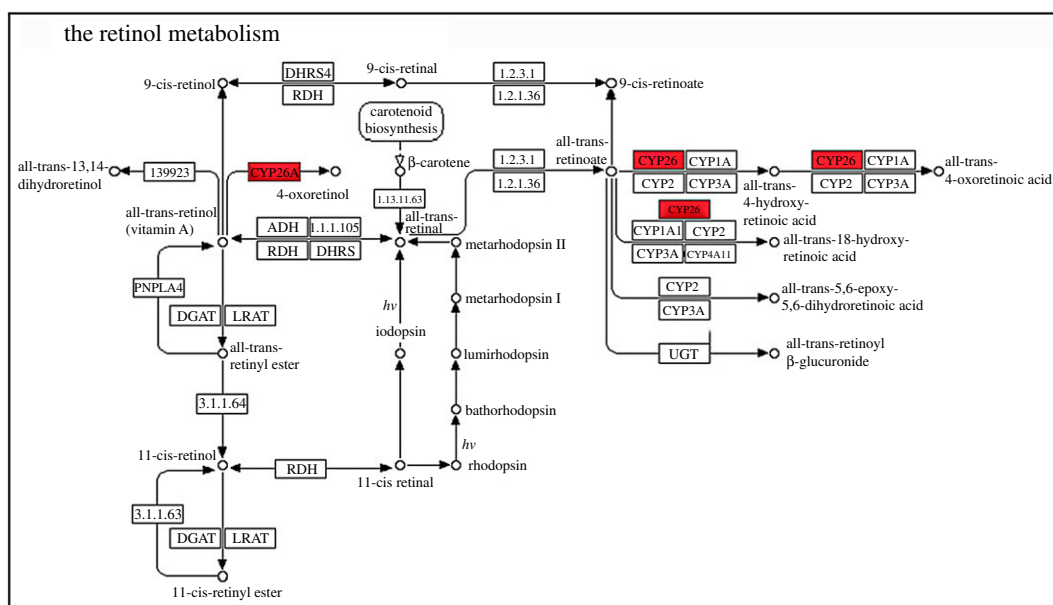 the retinol metabolism
9-cis-retinol
DHRS4
RDH
9-cis-retinal
1.2.3.1
1.2.1.36
9-cis-retinoate
carotenoid
biosynthesis
β-carotene
1.13.11.63
all-trans-
retinal
all-trans-13,14-
dihydroretinol
139923
CYP26A
4-oxoretinol
all-trans-retinol
(vitamin A)
ADH
1.1.1.105
RDH
DHRS
1.2.3.1
1.2.1.36
all-trans-
retinoate
CYP26
CYP1A
CYP2
CYP3A
all-trans-
4-hydroxy-
retinoic acid
CYP26
CYP1A
CYP2
CYP3A
all-trans-
4-oxoretinoic acid
CYP26
CYP1A1
CYP2
CYP3A
CYP4A11
all-trans-18-hydroxy-
retinoic acid
CYP2
CYP3A
all-trans-5,6-epoxy-
5,6-dihydroretinoic acid
UGT
all-trans-retinoyl
β-glucuronide
PNPLA4
DGAT
LRAT
all-trans-
retinyl ester
hv
iodopsin
metarhodopsin II
metarhodopsin I
lumirhodopsin
bathorhodopsin
hv
rhodopsin
3.1.1.64
11-cis-retinol
RDH
11-cis retinal
3.1.1.63
DGAT
LRAT
11-cis-retinyl ester